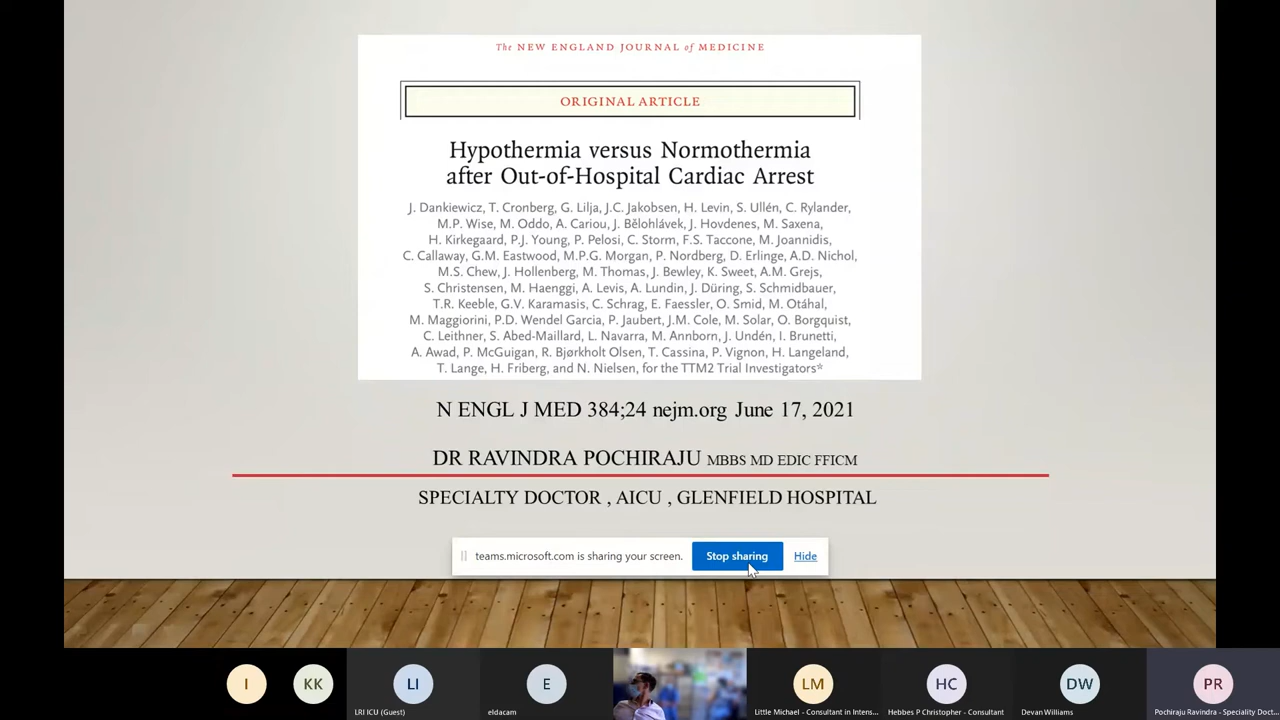 The NEW ENGLAND JOURNAL of MEDICINE
ORIGINAL ARTICLE
Hypothermia versus Normothermia
after Out-of-Hospital Cardiac Arrest
J. Dankiewicz, T. Cronberg, G. Lilja, J.C. Jakobsen, H. Levin, S. Ullén, C. Rylander,
M.P. Wise, M. Oddo, A. Cariou, J. Bělohlávek, J. Hovdenes, M. Saxena,
H. Kirkegaard, P.J. Young, P. Pelosi, C. Storm, F.S. Taccone, M. Joannidis,
C. Callaway, G.M. Eastwood, M.P.G. Morgan, P. Nordberg, D. Erlinge, A.D. Nichol,
M.S. Chew, J. Hollenberg, M. Thomas, J. Bewley, K. Sweet, A.M. Grejs,
S. Christensen, M. Haenggi, A. Levis, A. Lundin, J. Düring, S. Schmidbauer,
T.R. Keeble, G.V. Karamasis, C. Schrag, E. Faessler, O. Smid, M. Otáhal,
M. Maggiorini, P.D. Wendel Garcia, P. Jaubert, J.M. Cole, M. Solar, O. Borgquist,
C. Leithner, S. Abed-Maillard, L. Navarra, M. Annborn, J. Undén, I. Brunetti,
A. Awad, P. McGuigan, R. Bjørkholt Olsen, T. Cassina, P. Vignon, H. Langeland,
T. Lange, H. Friberg, and N. Nielsen, for the TTM2 Trial Investigators*
N ENGL J MED 384;24 nejm.org June 17, 2021
DR RAVINDRA POCHIRAJU MBBS MD EDIC FFICM
SPECIALTY DOCTOR , AICU , GLENFIELD HOSPITAL
teams.microsoft.com is sharing your screen. Stop sharing Hide
I KK LI E LM HC DW PR
LRI ICU (Guest) eldacam Little Michael - Consultant in Intens... Hebbes P Christopher - Consultant Devan Williams Pochiraju Ravindra - Speciality Doct...